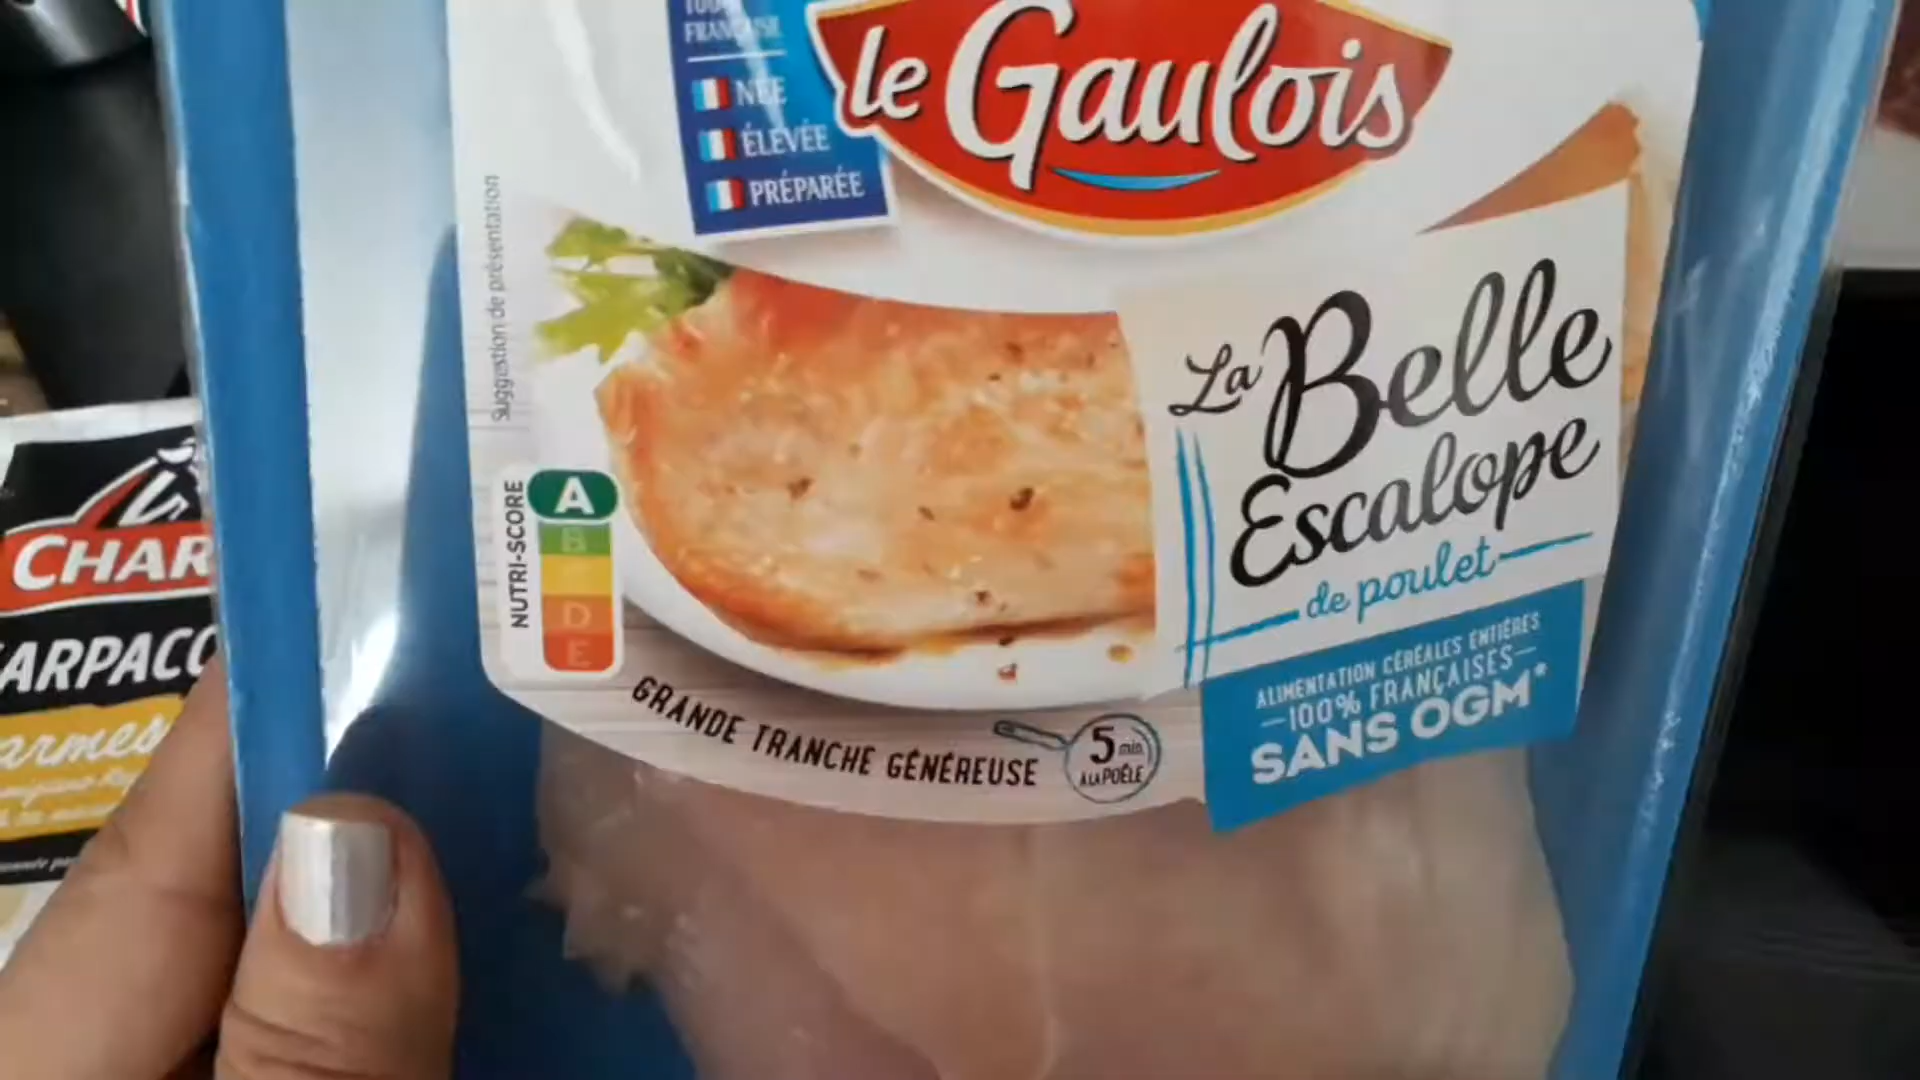 FRANÇAISE
NÉE
ÉLEVÉE
PRÉPARÉE
le Gaulois
Suggestion de présentation
La Belle
Escalope
de poulet
NUTRI-SCORE
A
B
D
E
ALIMENTATION CÉRÉALES ENTIÈRES
100% FRANÇAISES
SANS OGM*
GRANDE TRANCHE GÉNÉREUSE
5 min
À LA POÊLE
CHAR
ARPACC